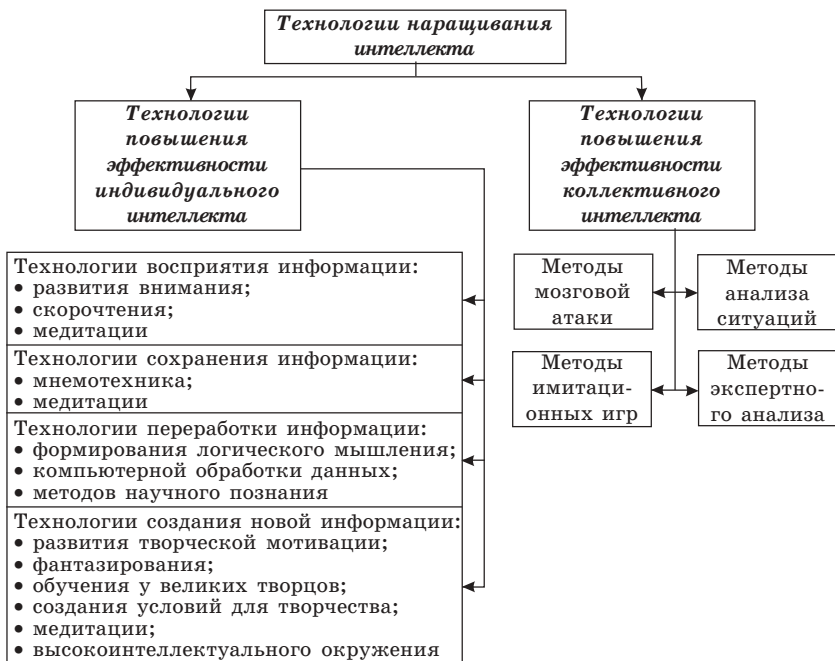 Технологии наращивания
интеллекта
Технологии
повышения
эффективности
индивидуального
интеллекта
Технологии
повышения
эффективности
коллективного
интеллекта
Технологии восприятия информации:
• развития внимания;
• скорочтения;
• медитации
Технологии сохранения информации:
• мнемотехника;
• медитации
Технологии переработки информации:
• формирования логического мышления;
• компьютерной обработки данных;
• методов научного познания
Технологии создания новой информации:
• развития творческой мотивации;
• фантазирования;
• обучения у великих творцов;
• создания условий для творчества;
• медитации;
• высокоинтеллектуального окружения
Методы
мозговой
атаки
Методы
анализа
ситуаций
Методы
имитаци-
онных игр
Методы
экспертно-
го анализа